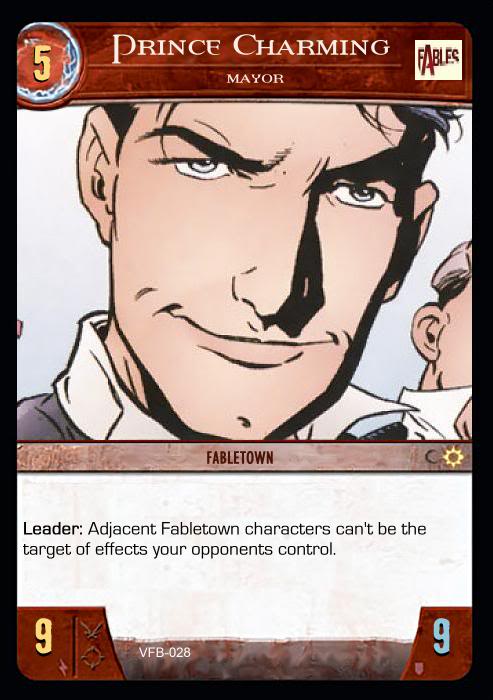 5
PRINCE CHARMING
FABLES
MAYOR
FABLETOWN
Leader: Adjacent Fabletown characters can't be the
target of effects your opponents control.
9
VFB-028
9